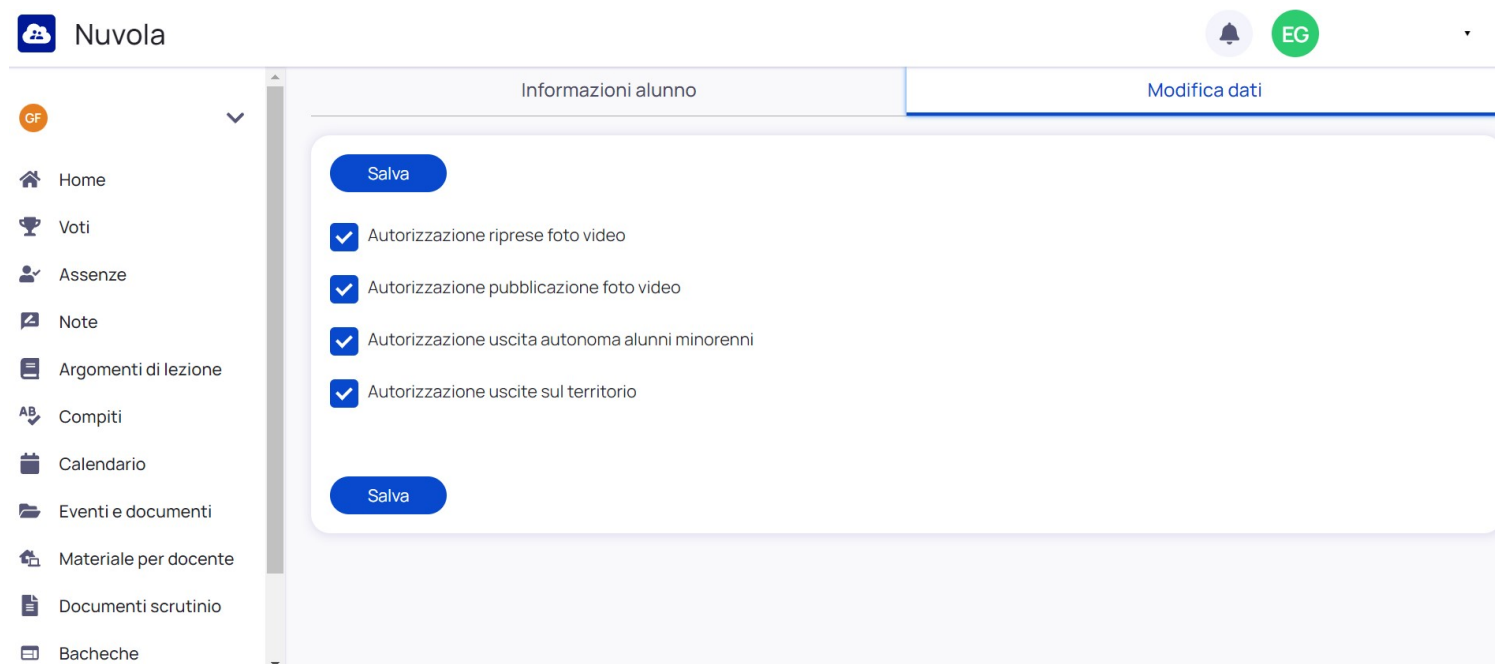 Nuvola
EG
Informazioni alunno
Modifica dati
GF
Home
Voti
Assenze
Note
Argomenti di lezione
AB
Compiti
Calendario
Eventi e documenti
Materiale per docente
Documenti scrutinio
Bacheche
Salva
Autorizzazione riprese foto video
Autorizzazione pubblicazione foto video
Autorizzazione uscita autonoma alunni minorenni
Autorizzazione uscite sul territorio
Salva